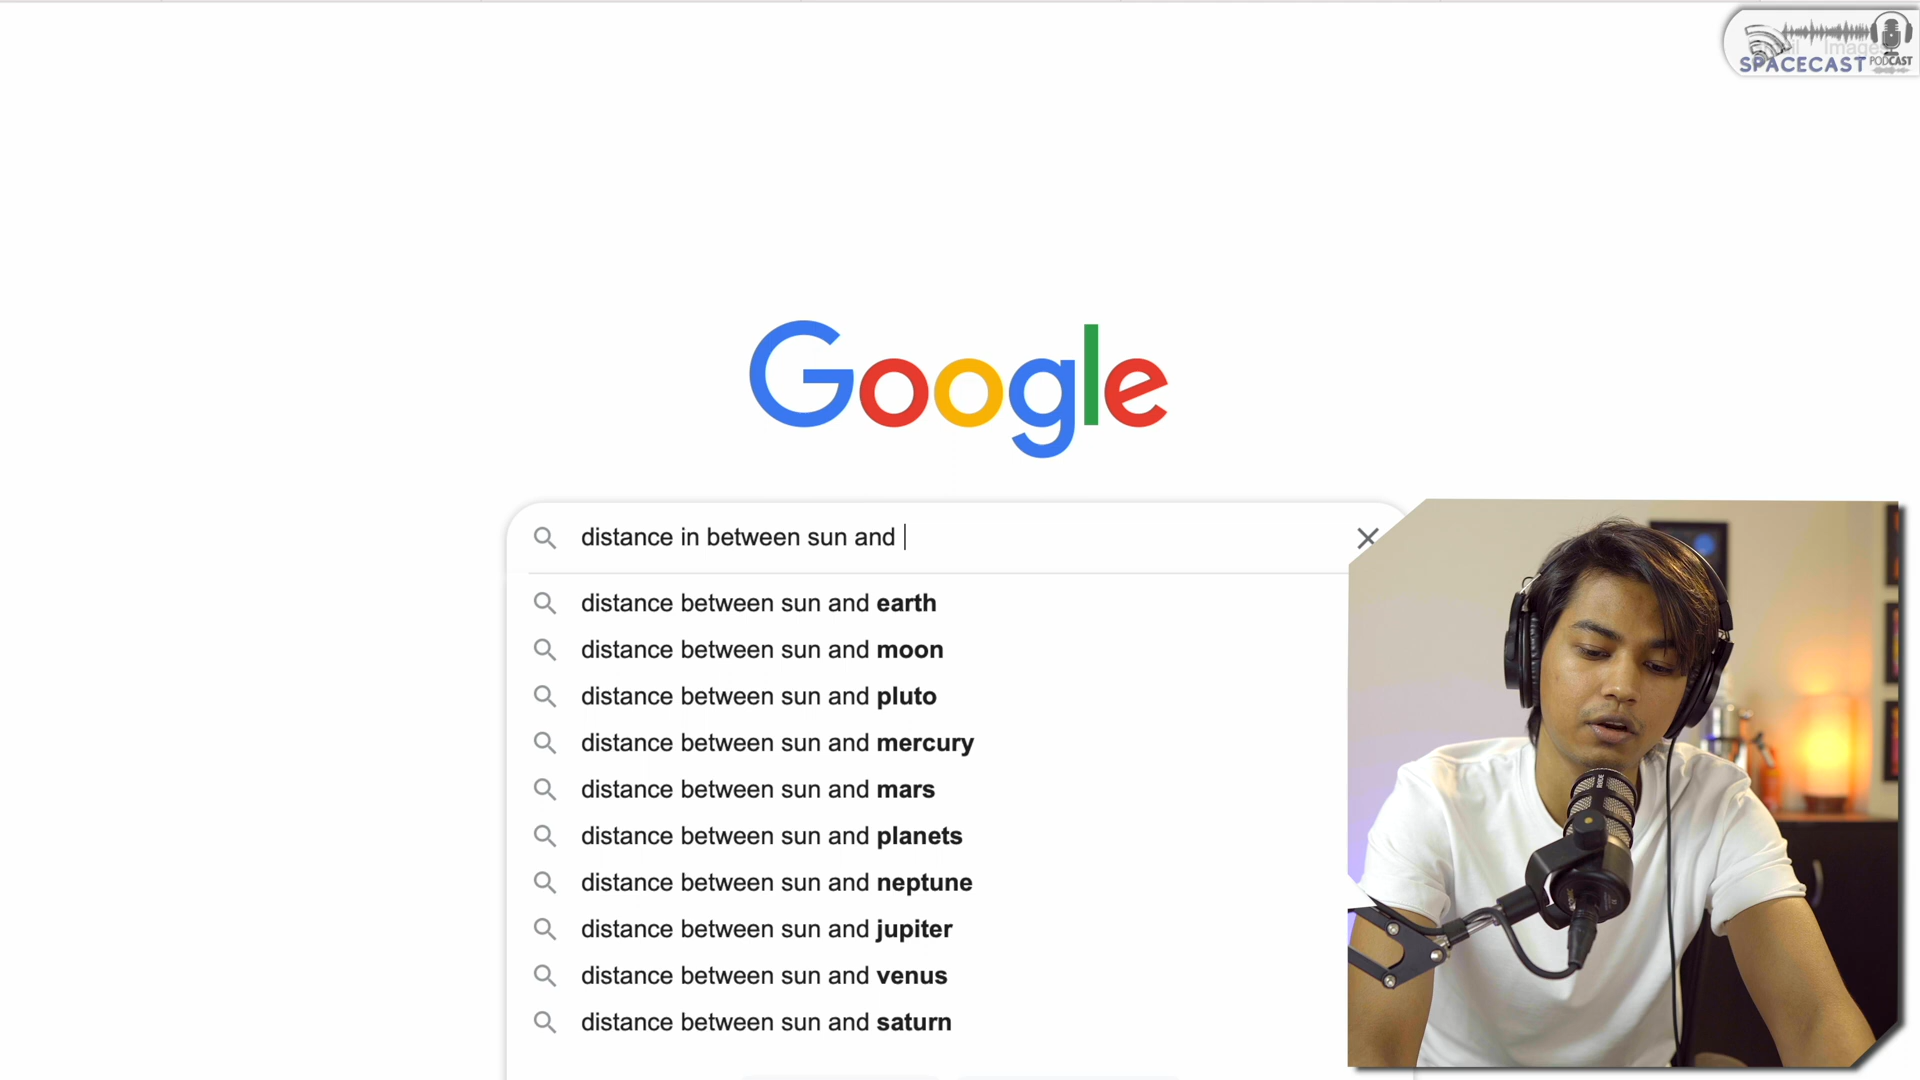 Images
SPACECAST PODCAST
Google
distance in between sun and
distance between sun and earth
distance between sun and moon
distance between sun and pluto
distance between sun and mercury
distance between sun and mars
distance between sun and planets
distance between sun and neptune
distance between sun and jupiter
distance between sun and venus
distance between sun and saturn
RODE